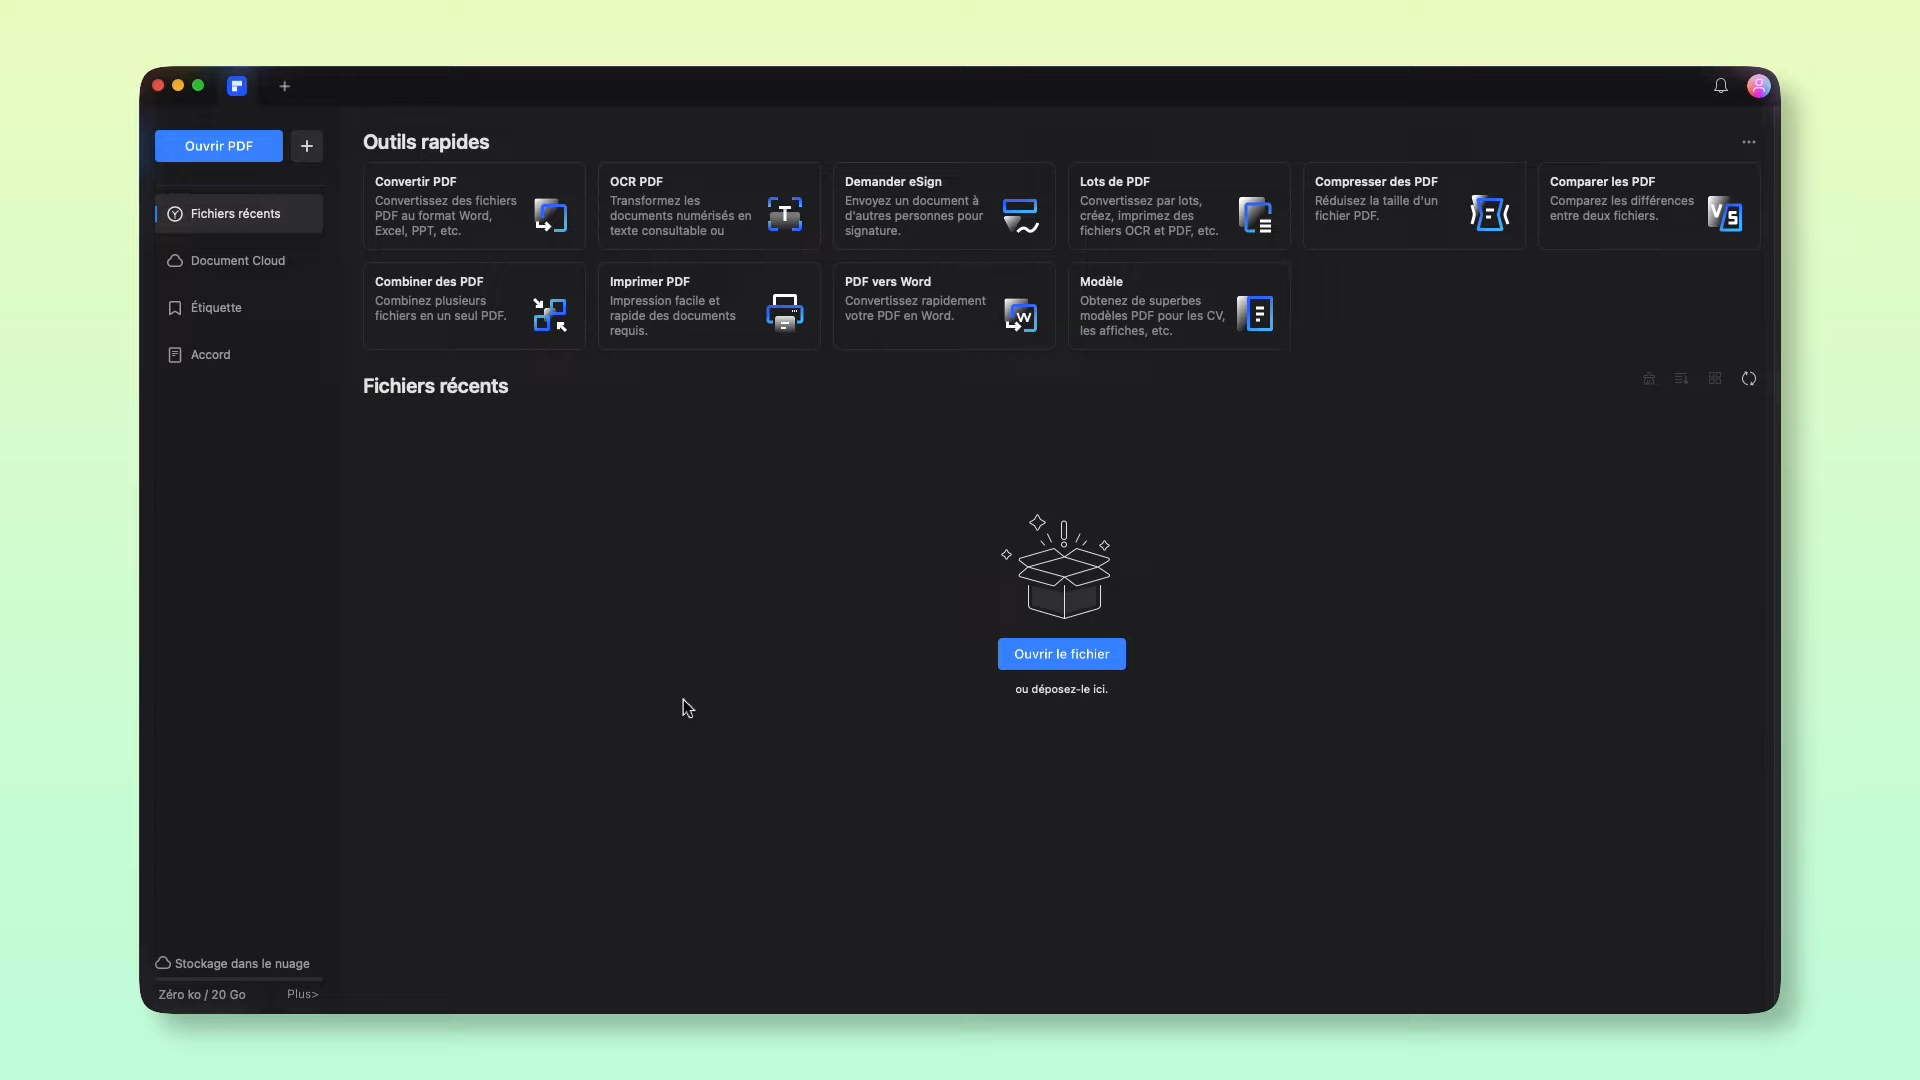 Ouvrir PDF
Fichiers récents
Document Cloud
Étiquette
Accord
Stockage dans le nuage
Zéro ko / 20 Go
Plus>
Outils rapides
Convertir PDF
Convertissez des fichiers
PDF au format Word,
Excel, PPT, etc.
OCR PDF
Transformez les
documents numérisés en
texte consultable ou
Demander eSign
Envoyez un document à
d'autres personnes pour
signature.
Lots de PDF
Convertissez par lots,
créez, imprimez des
fichiers OCR et PDF, etc.
Compresser des PDF
Réduisez la taille d'un
fichier PDF.
Comparer les PDF
Comparez les différences
entre deux fichiers.
Combiner des PDF
Combinez plusieurs
fichiers en un seul PDF.
Imprimer PDF
Impression facile et
rapide des documents
requis.
PDF vers Word
Convertissez rapidement
votre PDF en Word.
Modèle
Obtenez de superbes
modèles PDF pour les CV,
les affiches, etc.
Fichiers récents
Ouvrir le fichier
ou déposez-le ici.